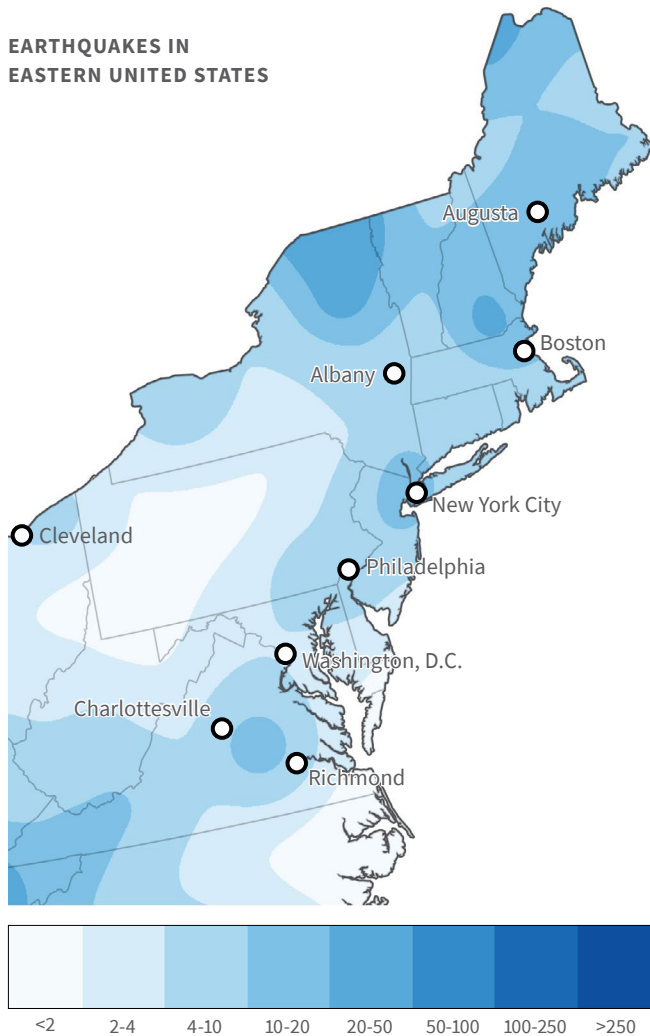 EARTHQUAKES IN
EASTERN UNITED STATES
Augusta
Boston
Albany
New York City
Cleveland
Philadelphia
Washington, D.C.
Charlottesville
Richmond
<2 2-4 4-10 10-20 20-50 50-100 100-250 >250